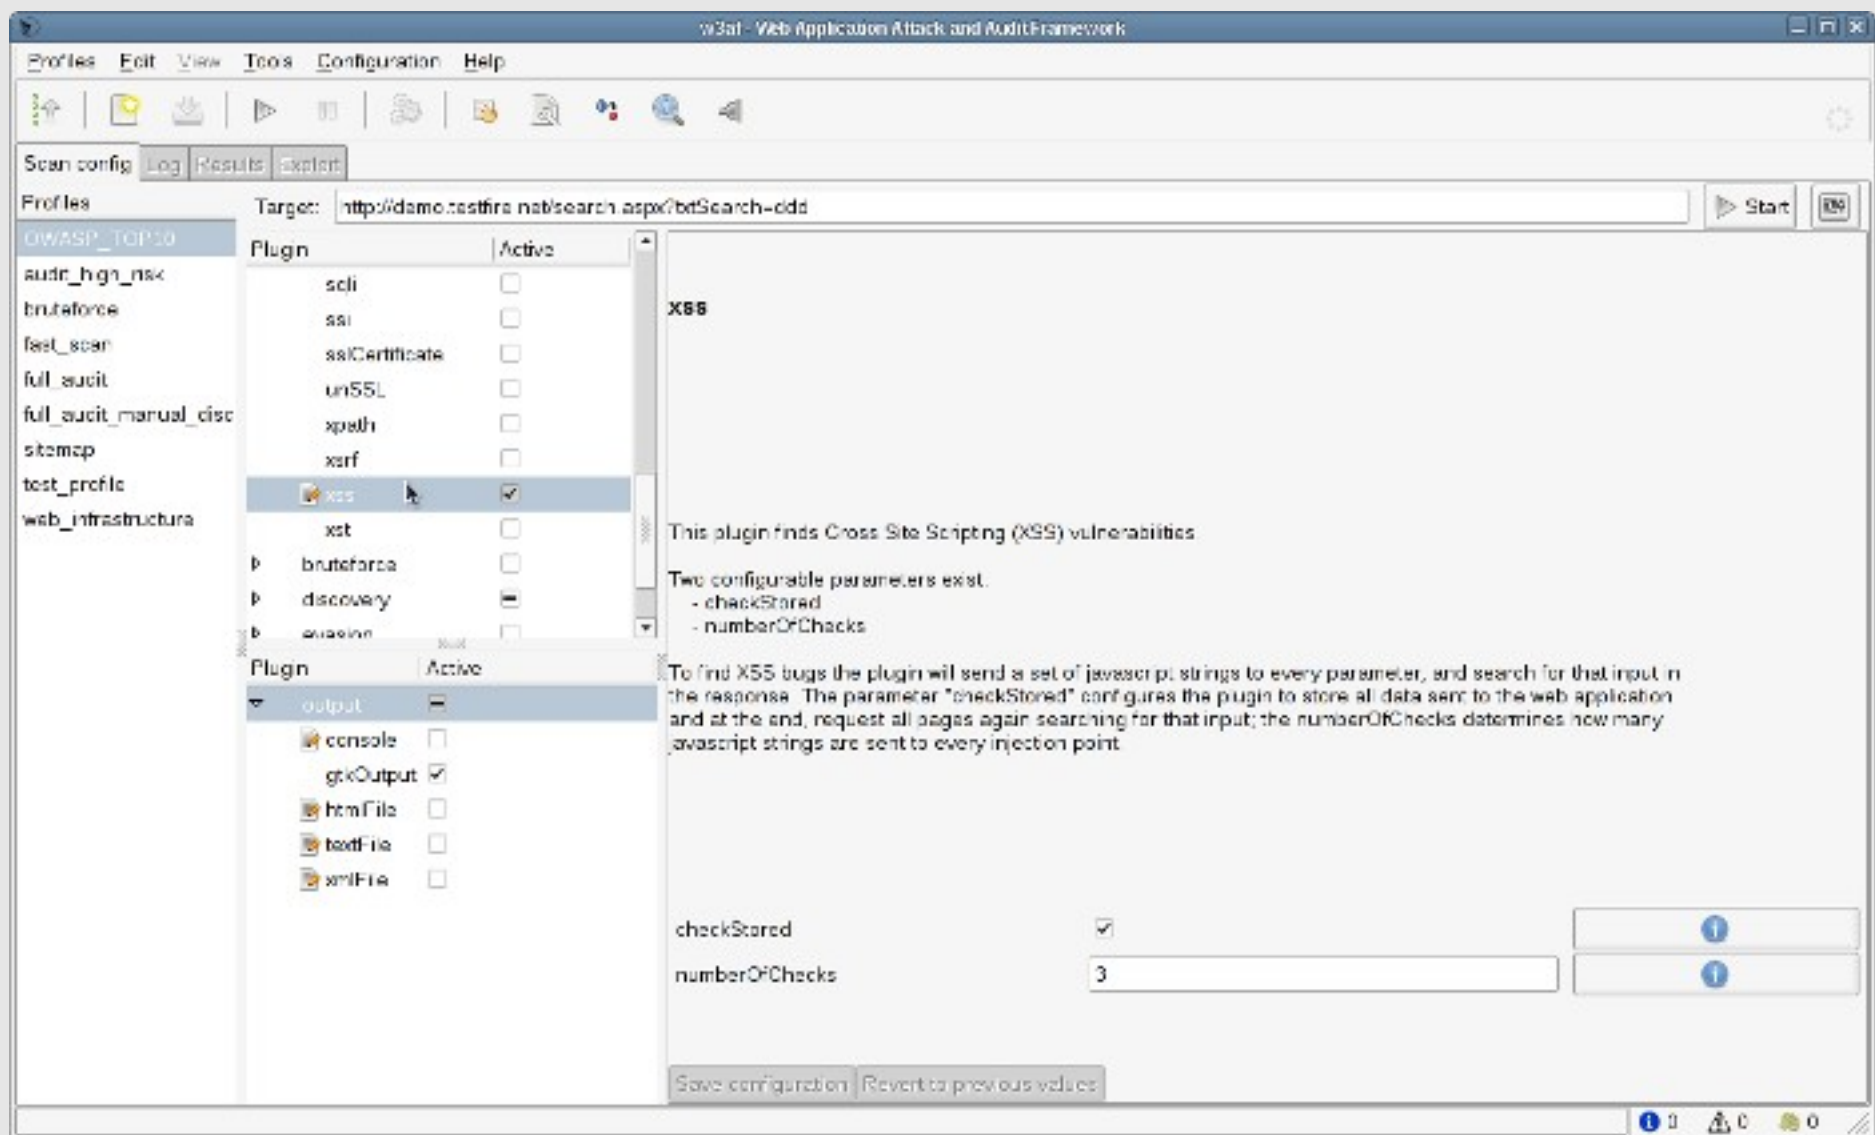 w3af - Web Application Attack and Audit Framework
Profiles Edit View Tools Configuration Help
Scan config Log Results Exploit
Profiles
OWASP_TOP10
audit_high_risk
bruteforce
fast_scan
full_audit
full_audit_manual_disc
sitemap
test_profile
web_infrastructure
Target: http://demo.testfire.net/search.aspx?txtSearch=ddd
Start
Plugin Active
sqli
ssi
sslCertificate
unSSL
xpath
xsrf
xss
xst
bruteforce
discovery
evasion
Plugin Active
output
console
gtkOutput
htmlFile
textFile
xmlFile
xss
This plugin finds Cross Site Scripting (XSS) vulnerabilities
Two configurable parameters exist:
- checkStored
- numberOfChecks
To find XSS bugs the plugin will send a set of javascript strings to every parameter, and search for that input in
the response. The parameter "checkStored" configures the plugin to store all data sent to the web application
and at the end, request all pages again searching for that input; the numberOfChecks determines how many
javascript strings are sent to every injection point.
checkStored
numberOfChecks 3
Save configuration Revert to previous values
0 0 0